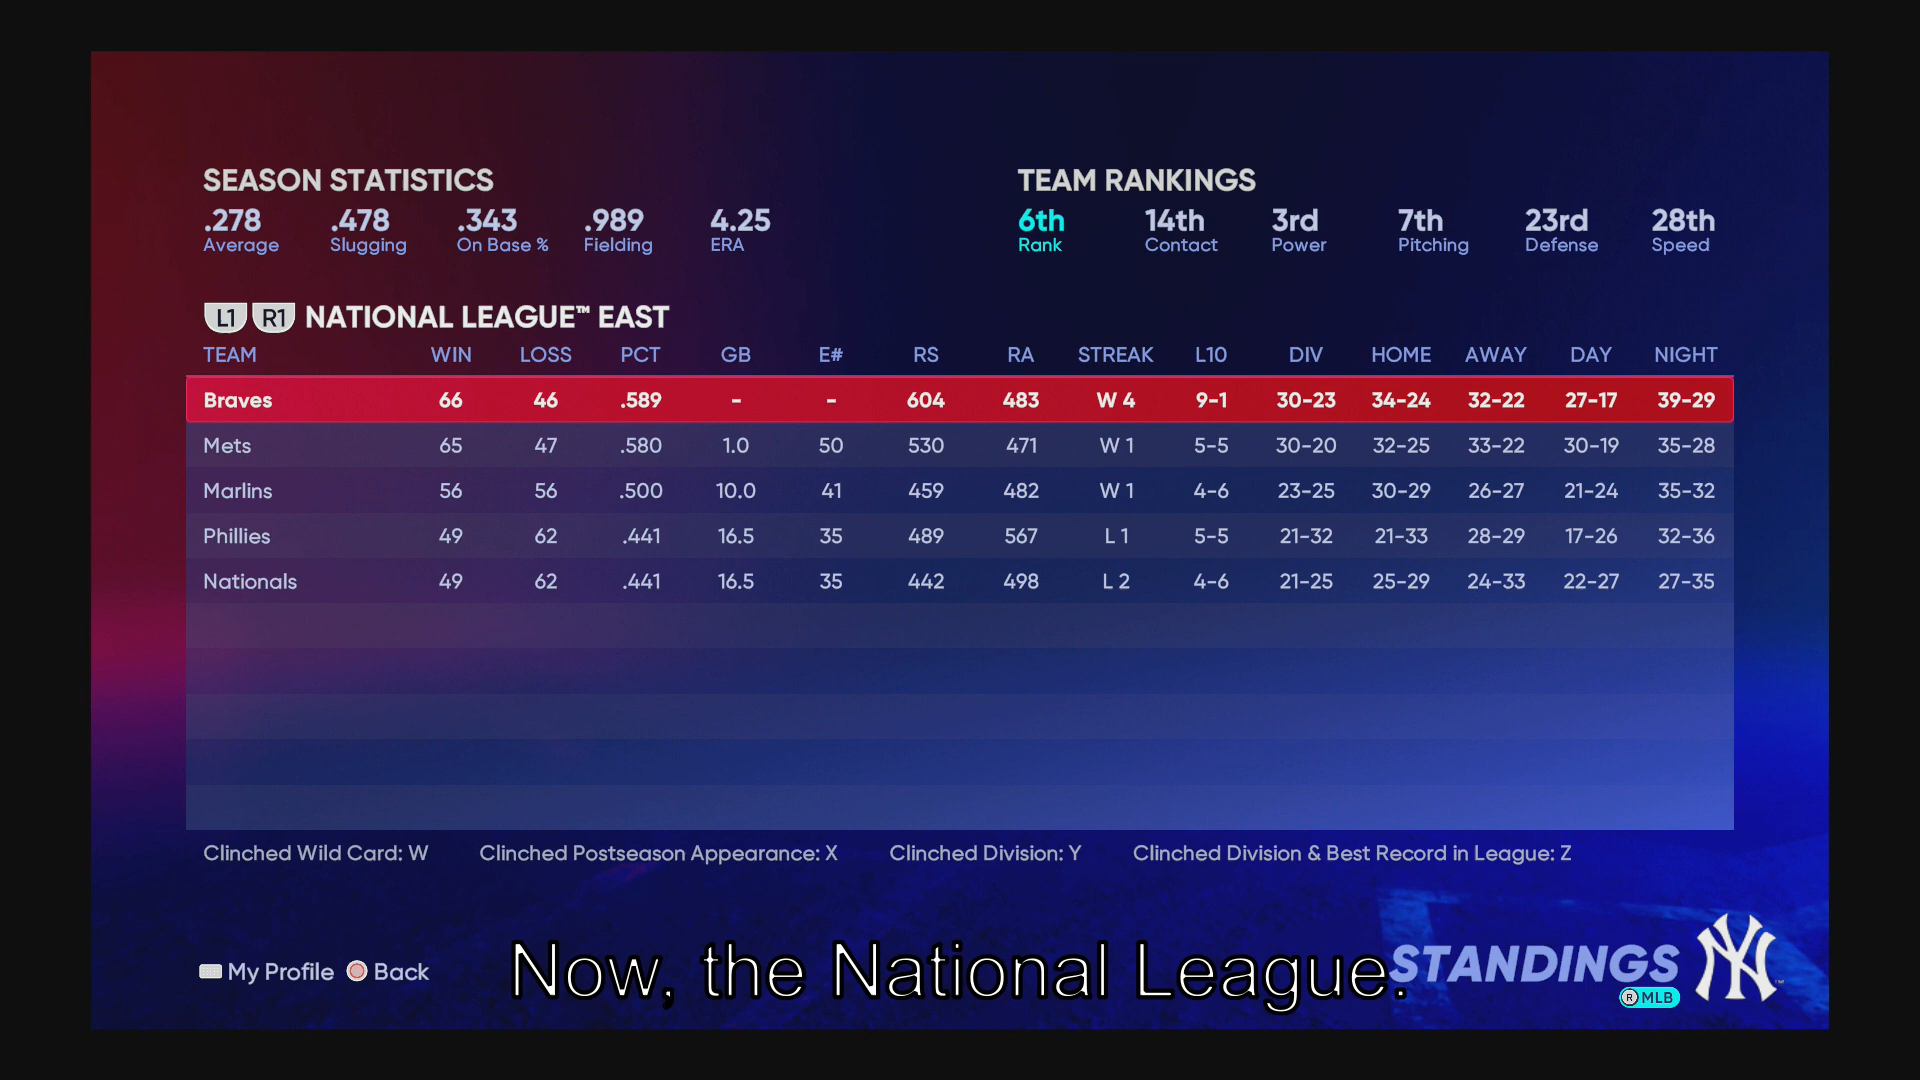 SEASON STATISTICS
.278 .478 .343 .989 4.25
Average Slugging On Base % Fielding ERA
TEAM RANKINGS
6th 14th 3rd 7th 23rd 28th
Rank Contact Power Pitching Defense Speed
L1 R1 NATIONAL LEAGUE™ EAST
TEAM WIN LOSS PCT GB E# RS RA STREAK L10 DIV HOME AWAY DAY NIGHT
Braves 66 46 .589 - - 604 483 W 4 9-1 30-23 34-24 32-22 27-17 39-29
Mets 65 47 .580 1.0 50 530 471 W 1 5-5 30-20 32-25 33-22 30-19 35-28
Marlins 56 56 .500 10.0 41 459 482 W 1 4-6 23-25 30-29 26-27 21-24 35-32
Phillies 49 62 .441 16.5 35 489 567 L 1 5-5 21-32 21-33 28-29 17-26 32-36
Nationals 49 62 .441 16.5 35 442 498 L 2 4-6 21-25 25-29 24-33 22-27 27-35
Clinched Wild Card: W Clinched Postseason Appearance: X Clinched Division: Y Clinched Division & Best Record in League: Z
My Profile Back
Now, the National League.
STANDINGS
R MLB
NY